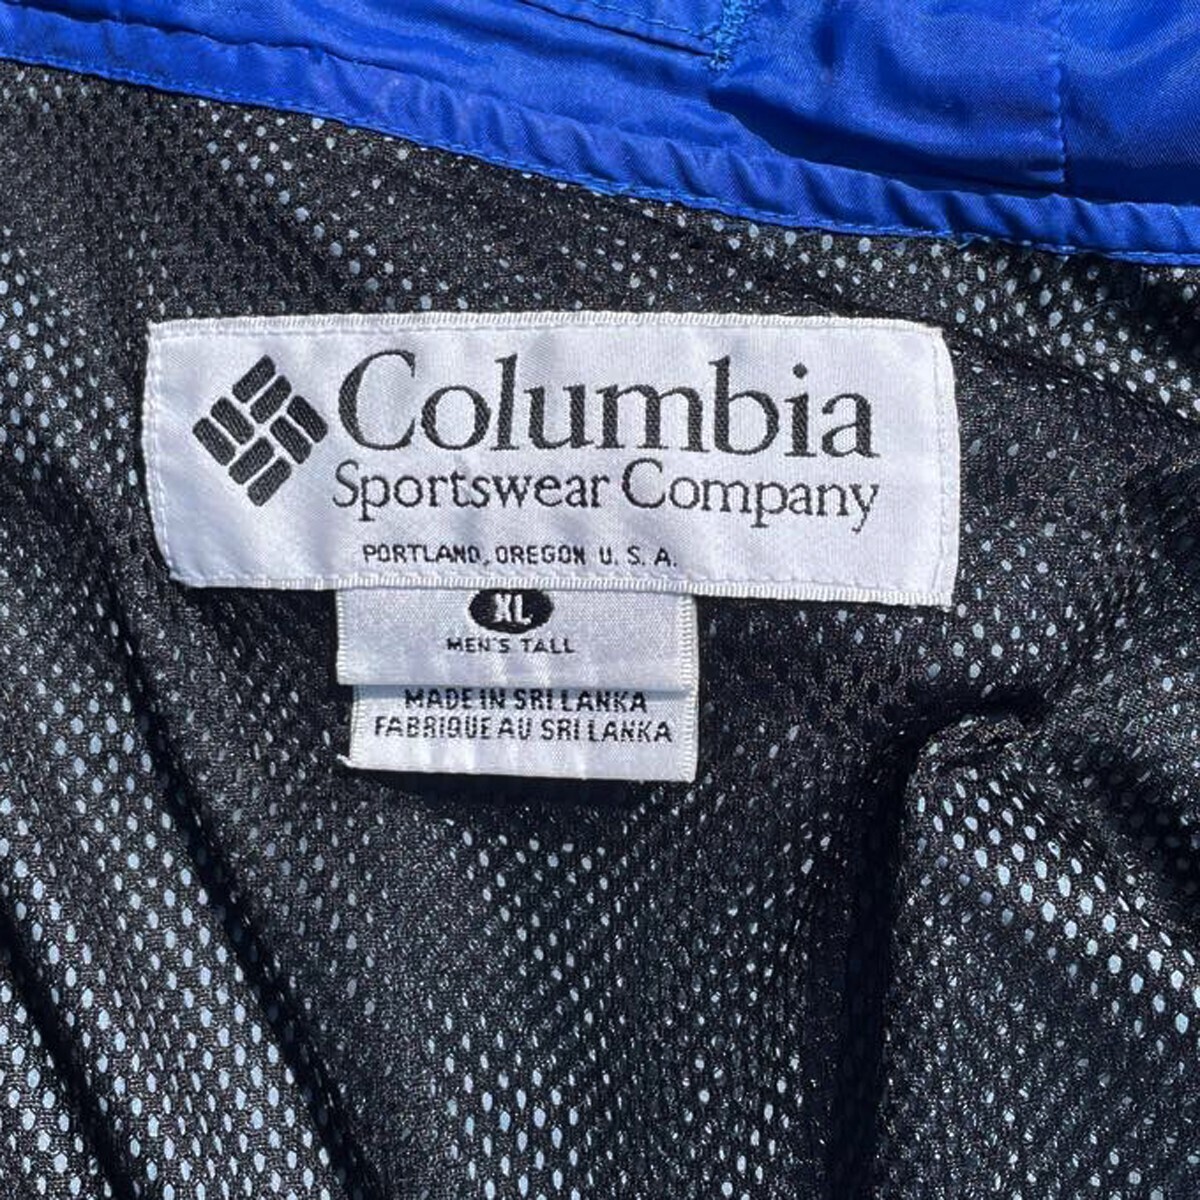 Columbia
Sportswear Company
PORTLAND, OREGON U. S. A.
XL
MEN'S TALL
MADE IN SRI LANKA
FABRIQUE AU SRI LANKA